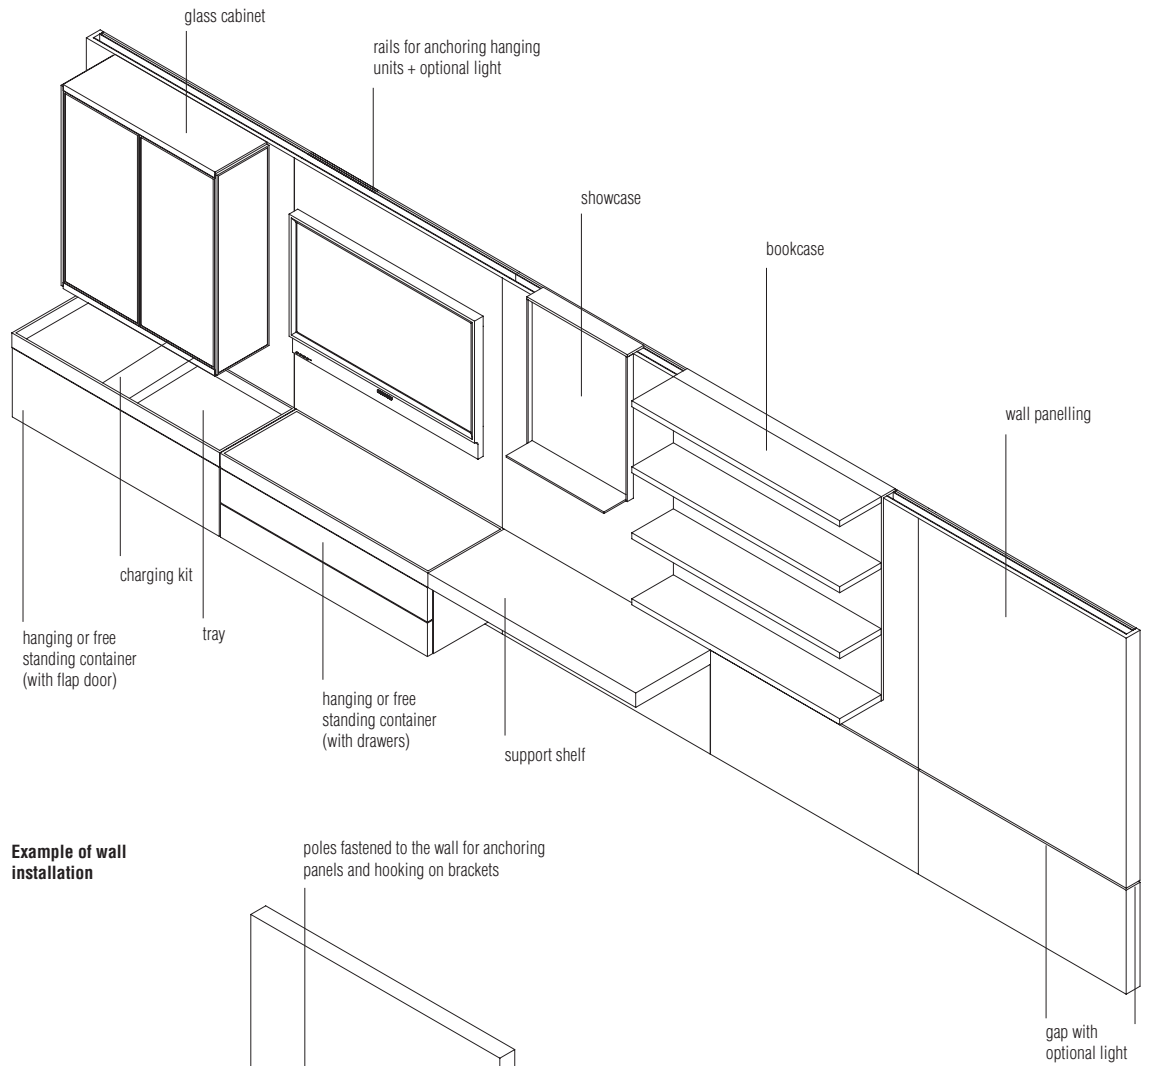 glass cabinet
rails for anchoring hanging
units + optional light
showcase
bookcase
wall panelling
charging kit
tray
hanging or free
standing container
(with flap door)
hanging or free
standing container
(with drawers)
support shelf
Example of wall
installation
poles fastened to the wall for anchoring
panels and hooking on brackets
gap with
optional light